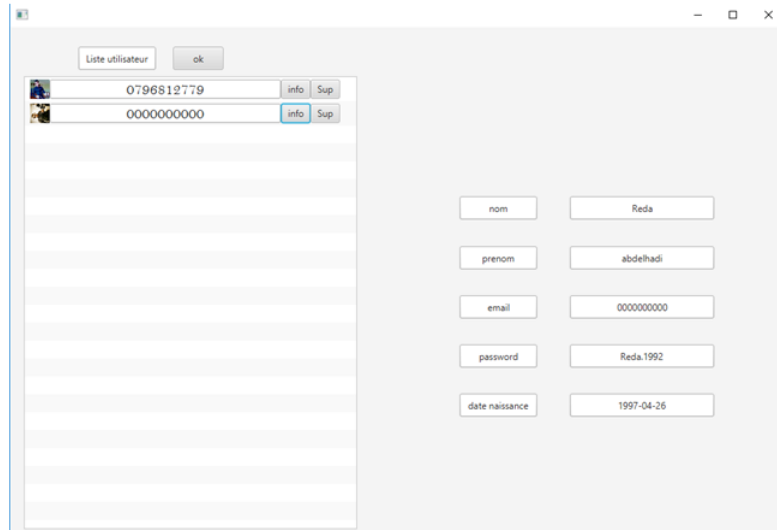 Liste utilisateur ok
0796812779 info Sup
0000000000 info Sup
nom Reda
prenom abdelhadi
email 0000000000
password Reda.1992
date naissance 1997-04-26